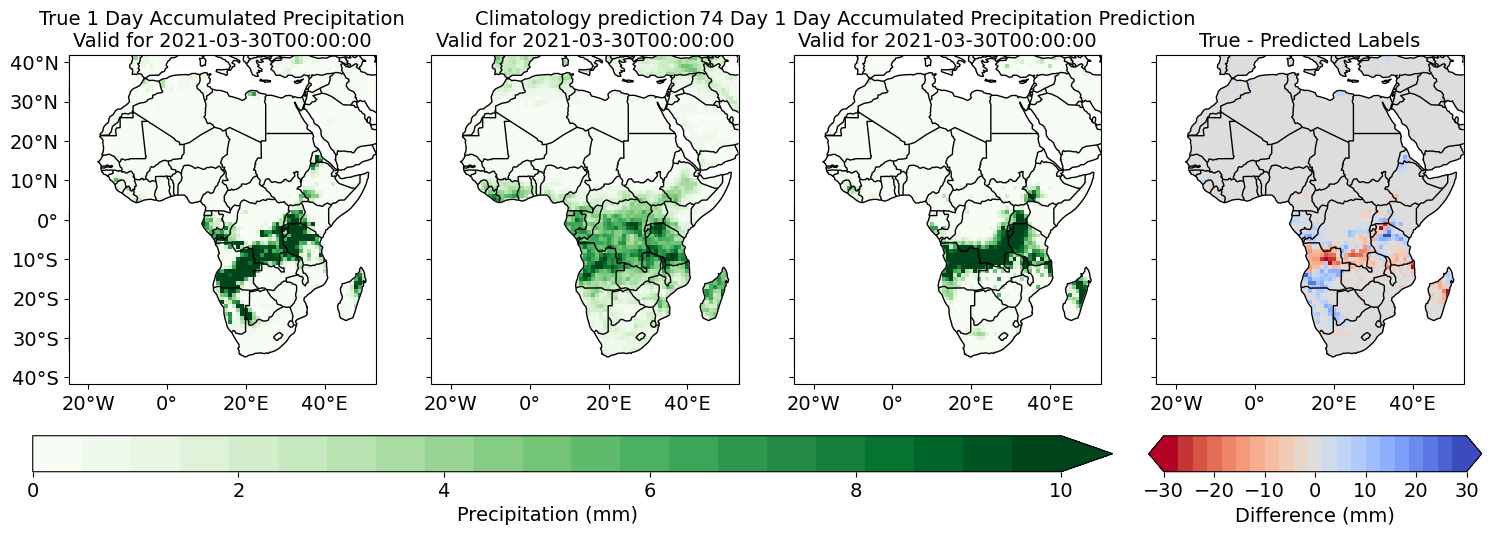 True 1 Day Accumulated Precipitation
Valid for 2021-03-30T00:00:00
Climatology prediction
Valid for 2021-03-30T00:00:00
74 Day 1 Day Accumulated Precipitation Prediction
Valid for 2021-03-30T00:00:00
True - Predicted Labels
40°N
30°N
20°N
10°N
0°
10°S
20°S
30°S
40°S
20°W 0° 20°E 40°E
20°W 0° 20°E 40°E
20°W 0° 20°E 40°E
20°W 0° 20°E 40°E
0 2 4 6 8 10
Precipitation (mm)
−30 −20 −10 0 10 20 30
Difference (mm)